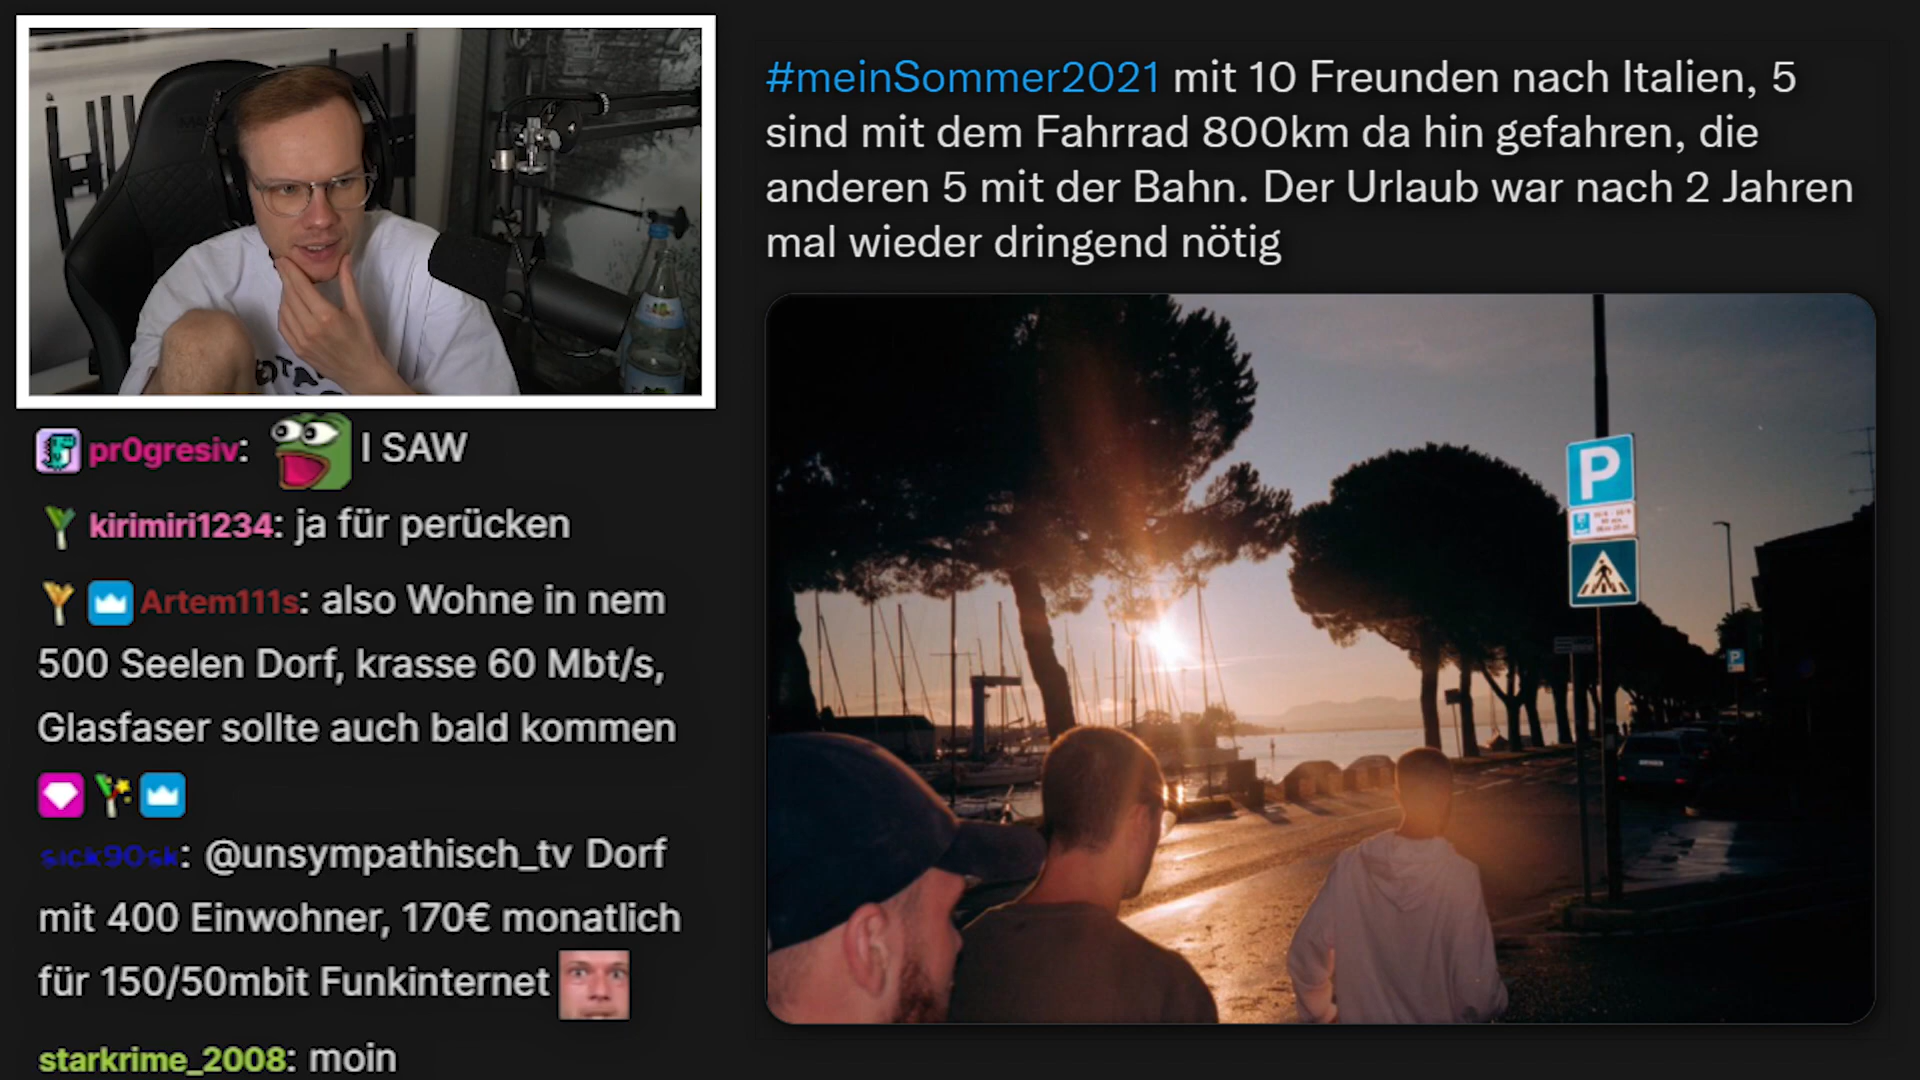 #meinSommer2021 mit 10 Freunden nach Italien, 5
sind mit dem Fahrrad 800km da hin gefahren, die
anderen 5 mit der Bahn. Der Urlaub war nach 2 Jahren
mal wieder dringend nötig
P
P
pr0gresiv: I SAW
kirimiri1234: ja für perücken
Artem111s: also Wohne in nem
500 Seelen Dorf, krasse 60 Mbt/s,
Glasfaser sollte auch bald kommen
sick90sk: @unsympathisch_tv Dorf
mit 400 Einwohner, 170€ monatlich
für 150/50mbit Funkinternet
starkrime_2008: moin